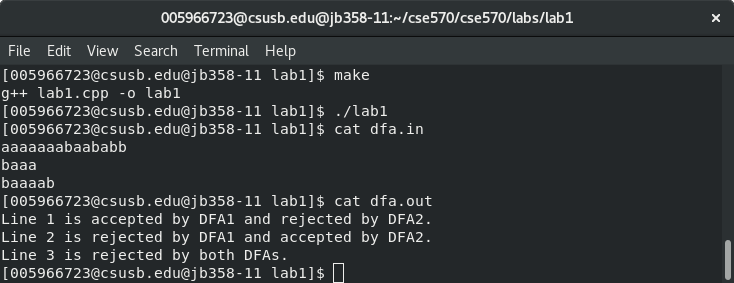 005966723@csusb.edu@jb358-11:~/cse570/cse570/labs/lab1
File Edit View Search Terminal Help
[005966723@csusb.edu@jb358-11 lab1]$ make
g++ lab1.cpp -o lab1
[005966723@csusb.edu@jb358-11 lab1]$ ./lab1
[005966723@csusb.edu@jb358-11 lab1]$ cat dfa.in
aaaaaaabaababb
baaa
baaaab
[005966723@csusb.edu@jb358-11 lab1]$ cat dfa.out
Line 1 is accepted by DFA1 and rejected by DFA2.
Line 2 is rejected by DFA1 and accepted by DFA2.
Line 3 is rejected by both DFAs.
[005966723@csusb.edu@jb358-11 lab1]$